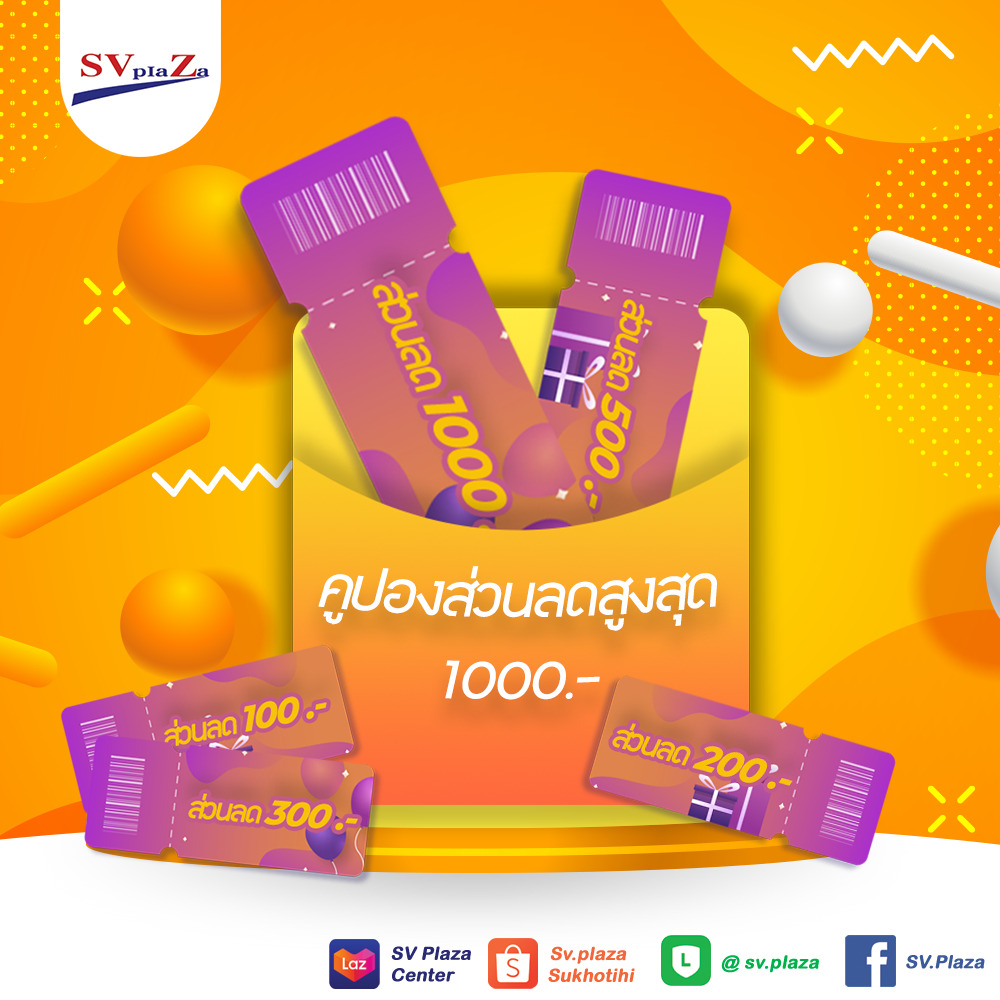 SVplaZa
ส่วนลด 1000
ส่วนลด 500.-
คูปองส่วนลดสูงสุด
1000.-
ส่วนลด 100.-
ส่วนลด 300.-
ส่วนลด 200.-
Laz
SV Plaza
Center
S
Sv.plaza
Sukhotihi
L
@ sv.plaza
f
SV.Plaza